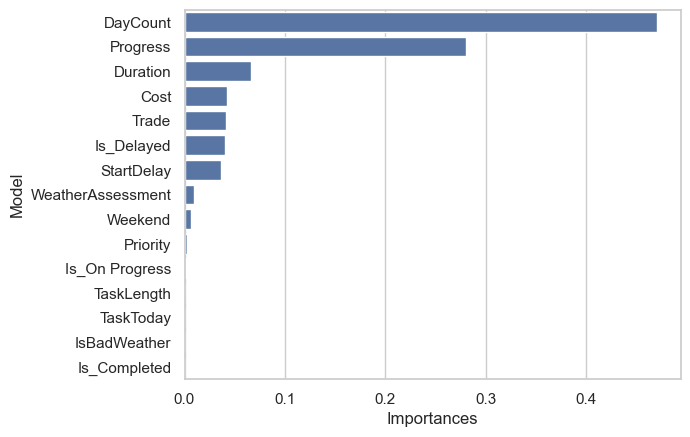 DayCount
Progress
Duration
Cost
Trade
Is_Delayed
StartDelay
WeatherAssessment
Weekend
Priority
Is_On Progress
TaskLength
TaskToday
IsBadWeather
Is_Completed
Model
0.0 0.1 0.2 0.3 0.4
Importances